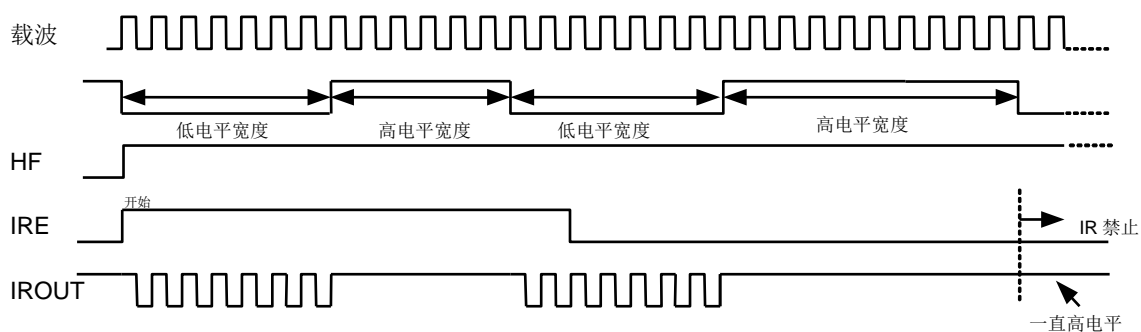 载波
低电平宽度 高电平宽度 低电平宽度 高电平宽度
HF
开始
IRE
IR 禁止
IROUT
一直高电平